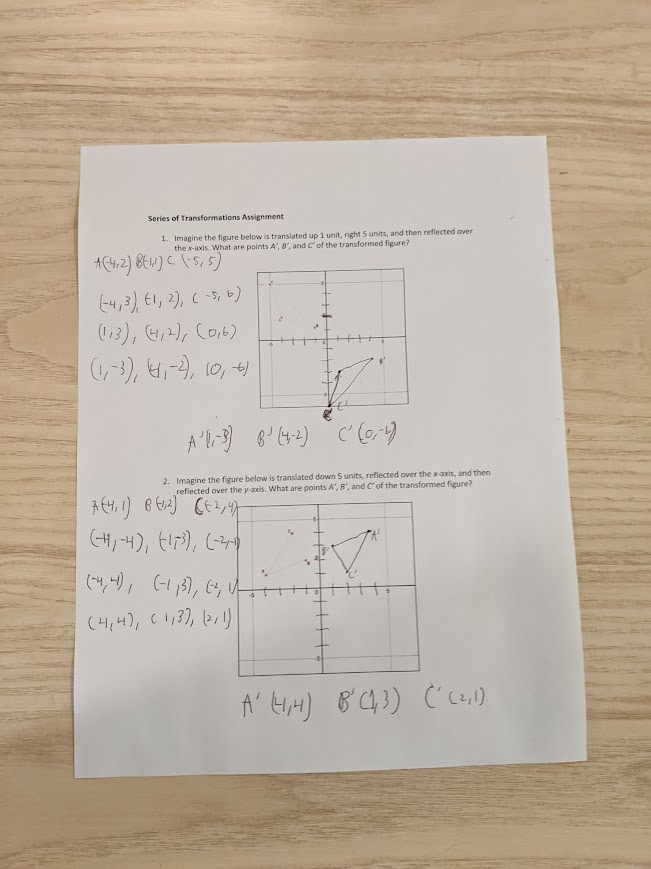 Series of Transformations Assignment
1. Imagine the figure below is translated up 1 unit, right 5 units, and then reflected over
the x-axis. What are points A', B', and C' of the transformed figure?
A(-4,2) B(-1,1) C (-5,5)
(-4,3), (-1, 2), (-5, 6)
(1,3), (4,2), (0,6)
(1,-3), (4,-2), (0,-6)
B'
C'
A'(1,-3) B'(4,-2) C'(0,-6)
2. Imagine the figure below is translated down 5 units, reflected over the x-axis, and then
reflected over the y-axis. What are points A', B', and C' of the transformed figure?
A(-4,1) B(-1,2) C(-2,4)
(-4,-4), (-1,-3), (-2,-1)
(-4,4), (-1,3), (-2, 1)
(4,4), (1,3), (2,1)
5
A'
B'
C'
-5 0 5
-5
A' (4,4) B' (1,3) C' (2,1)